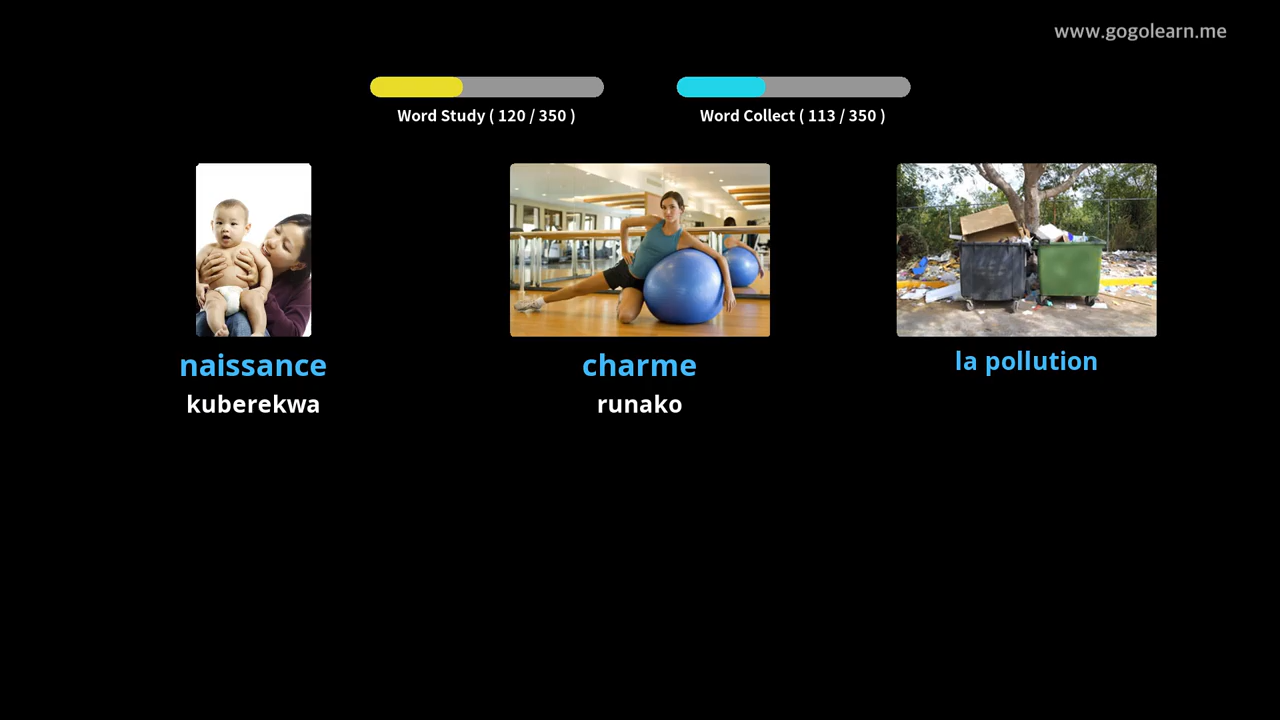 www.gogolearn.me
Word Study ( 120 / 350 )
Word Collect ( 113 / 350 )
naissance
kuberekwa
charme
runako
la pollution